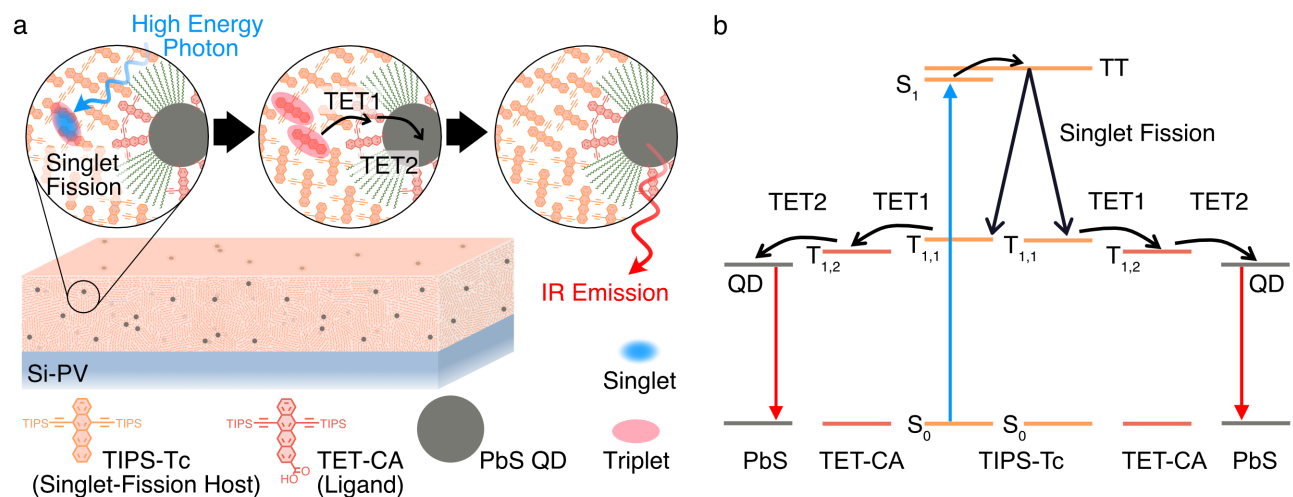 a
High Energy
Photon
Singlet
Fission
TET1
TET2
IR Emission
Si-PV
Singlet
Triplet
TIPS
TIPS
TIPS-Tc
(Singlet-Fission Host)
TIPS
TIPS
HO
O
TET-CA
(Ligand)
PbS QD
b
S1
TT
Singlet Fission
TET2
TET1
TET1
TET2
QD
T1,2
T1,1
T1,1
T1,2
QD
S0
S0
PbS
TET-CA
TIPS-Tc
TET-CA
PbS